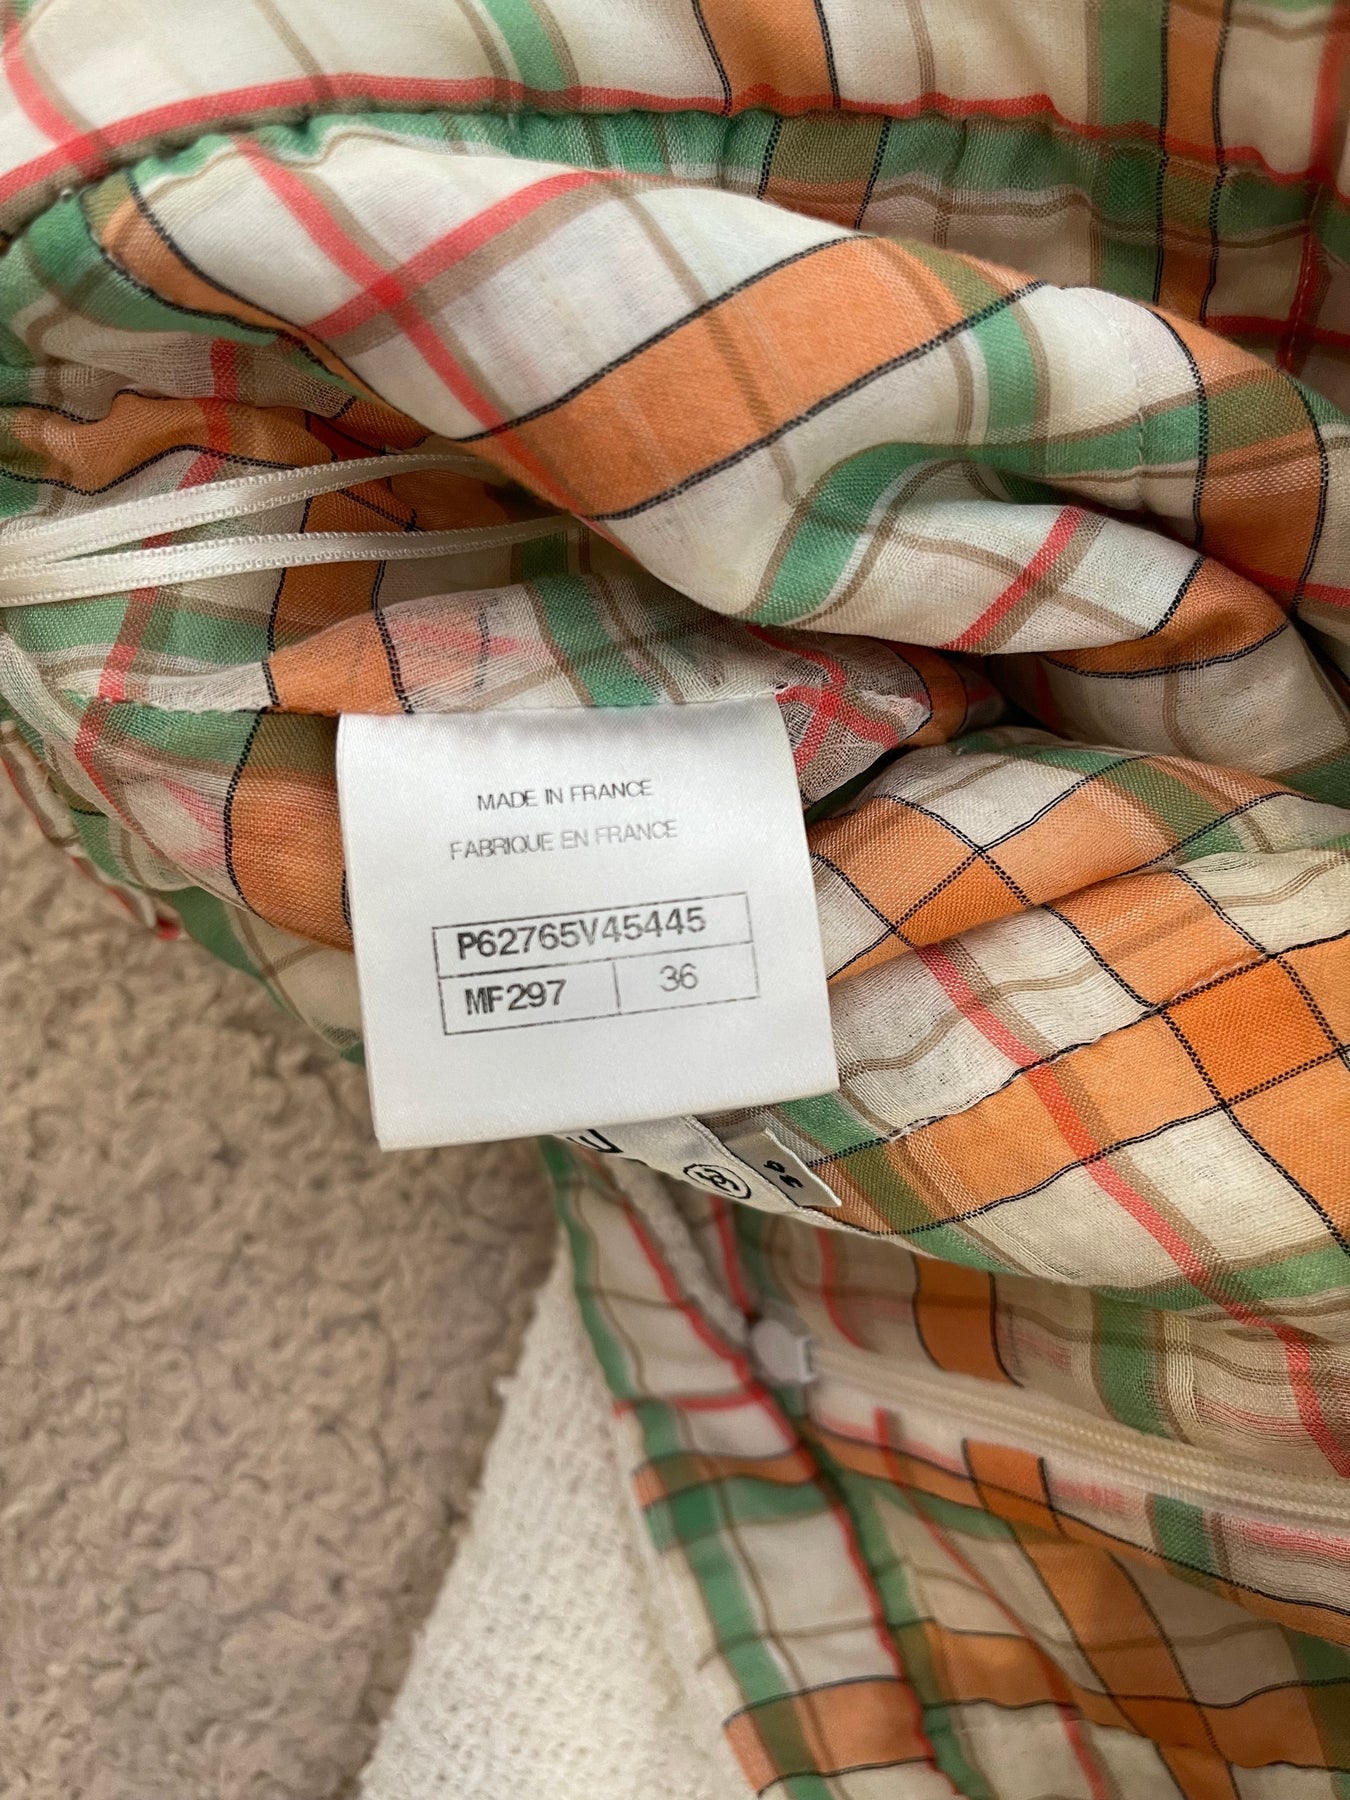 MADE IN FRANCE
FABRIQUE EN FRANCE
P62765V45445
MF297 36